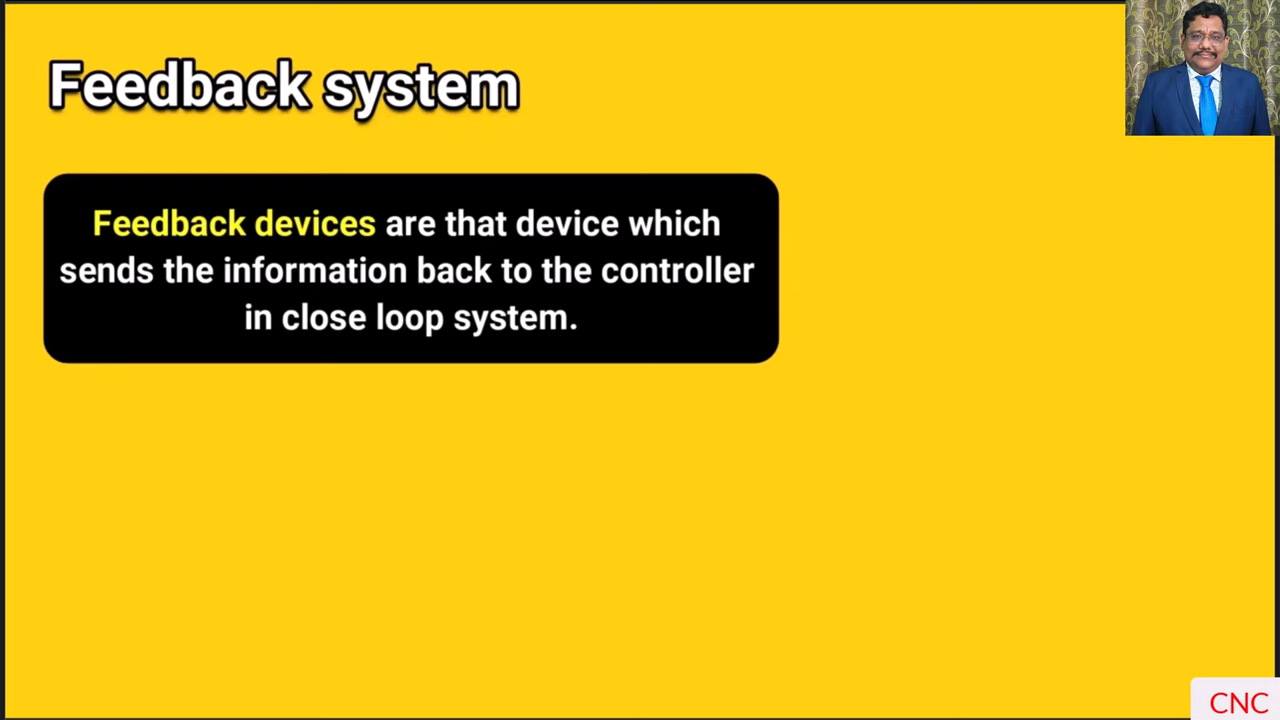 Feedback system
Feedback devices are that device which
sends the information back to the controller
in close loop system.
CNC